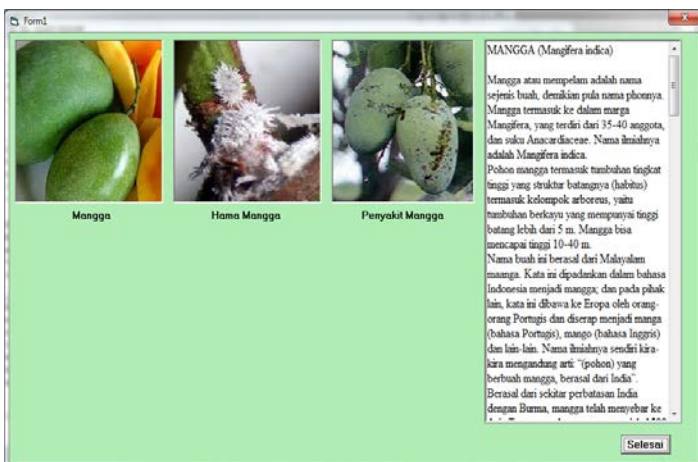 Form1
Mangga
Hama Mangga
Penyakit Mangga
MANGGA (Mangifera indica)
Mangga atau mempelam adalah nama
sejenis buah, demikian pula nama phonnya.
Mangga termasuk ke dalam marga
Mangifera, yang terdiri dari 35-40 anggota,
dan suku Anacardiaceae. Nama ilmiahnya
adalah Mangifera indica.
Pohon mangga termasuk tumbuhan tingkat
tinggi yang struktur batangnya (habitus)
termasuk kelompok arboreus, yaitu
tumbuhan berkayu yang mempunyai tinggi
batang lebih dari 5 m. Mangga bisa
mencapai tinggi 10-40 m.
Nama buah ini berasal dari Malayalam
maanga. Kata ini dipadankan dalam bahasa
Indonesia menjadi mangga; dan pada pihak
lain, kata ini dibawa ke Eropa oleh orang-
orang Portugis dan diserap menjadi manga
(bahasa Portugis), mango (bahasa Inggris)
dan lain-lain. Nama ilmiahnya sendiri kira-
kira mengandung arti: “(pohon) yang
berbuah mangga, berasal dari India”.
Berasal dari sekitar perbatasan India
dengan Burma, mangga telah menyebar ke
Selesai